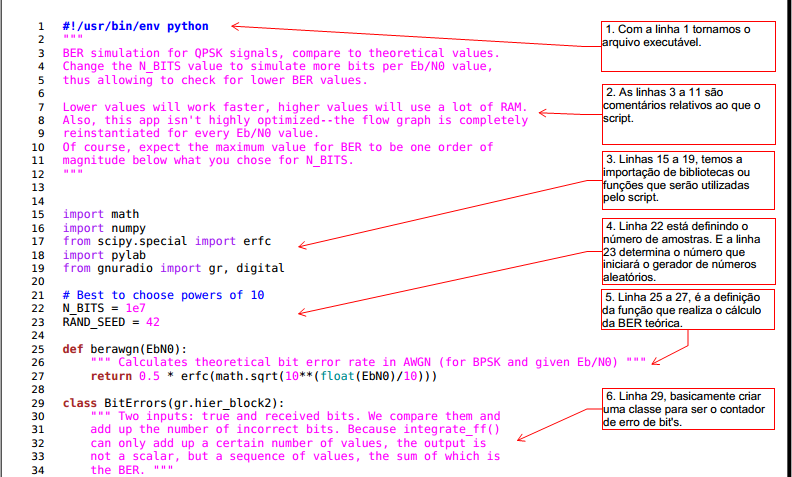 1 #!/usr/bin/env python
2 """
3 BER simulation for QPSK signals, compare to theoretical values.
4 Change the N_BITS value to simulate more bits per Eb/N0 value,
5 thus allowing to check for lower BER values.
6
7 Lower values will work faster, higher values will use a lot of RAM.
8 Also, this app isn't highly optimized--the flow graph is completely
9 reinstantiated for every Eb/N0 value.
10 Of course, expect the maximum value for BER to be one order of
11 magnitude below what you chose for N_BITS.
12 """
13
14
15 import math
16 import numpy
17 from scipy.special import erfc
18 import pylab
19 from gnuradio import gr, digital
20
21 # Best to choose powers of 10
22 N_BITS = 1e7
23 RAND_SEED = 42
24
25 def berawgn(EbN0):
26 """ Calculates theoretical bit error rate in AWGN (for BPSK and given Eb/N0) """
27 return 0.5 * erfc(math.sqrt(10**(float(EbN0)/10)))
28
29 class BitErrors(gr.hier_block2):
30 """ Two inputs: true and received bits. We compare them and
31 add up the number of incorrect bits. Because integrate_ff()
32 can only add up a certain number of values, the output is
33 not a scalar, but a sequence of values, the sum of which is
34 the BER. """
1. Com a linha 1 tornamos o
arquivo executável.
2. As linhas 3 a 11 são
comentários relativos ao que o
script.
3. Linhas 15 a 19, temos a
importação de bibliotecas ou
funções que serão utilizadas
pelo script.
4. Linha 22 está definindo o
número de amostras. E a linha
23 determina o número que
iniciará o gerador de números
aleatórios.
5. Linha 25 a 27, é a definição
da função que realiza o cálculo
da BER teórica.
6. Linha 29, basicamente criar
uma classe para ser o contador
de erro de bit's.